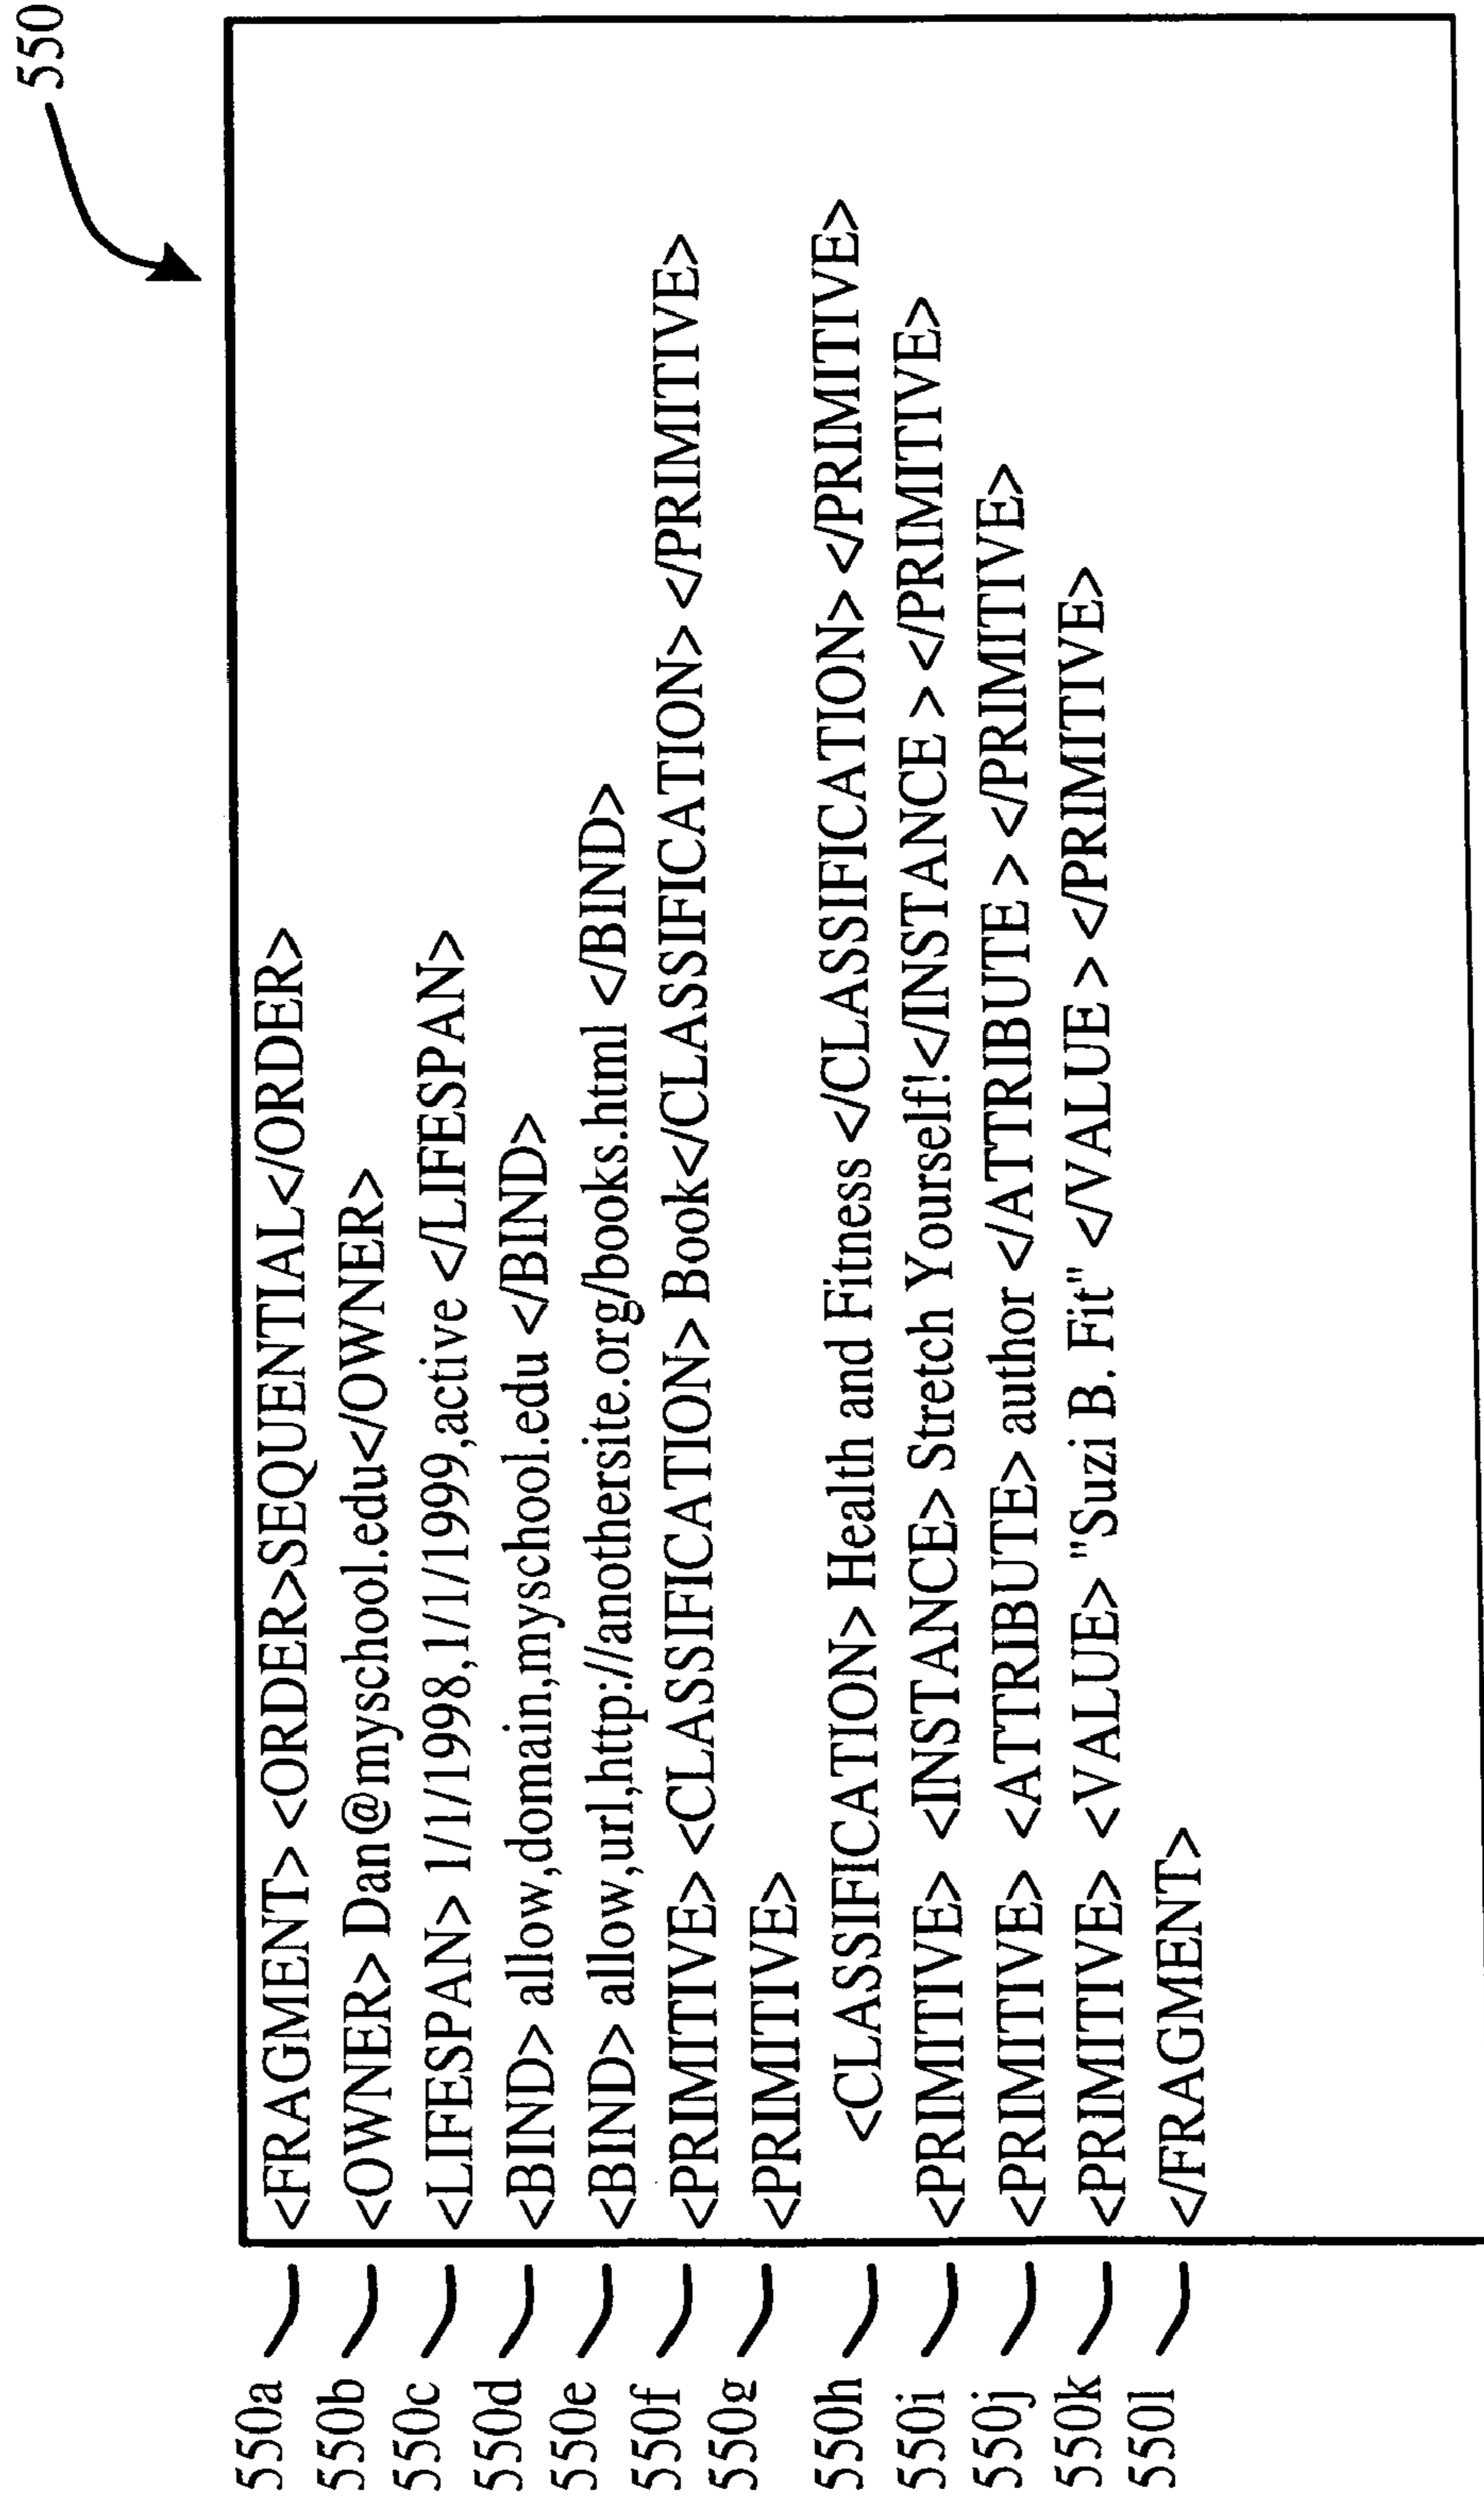 550
550a <FRAGMENT> <ORDER>SEQUENTIAL</ORDER>
550b <OWNER> Dan@myschool.edu</OWNER>
550c <LIFESPAN> 1/1/1998,1/1/1999,active </LIFESPAN>
550d <BIND> allow,domain,myschool.edu </BIND>
550e <BIND> allow,url,http://anothersite.org/books.html </BIND>
550f <PRIMITIVE> <CLASSIFICATION> Book</CLASSIFICATION> </PRIMITIVE>
550g <PRIMITIVE>
550h <CLASSIFICATION> Health and Fitness </CLASSIFICATION> </PRIMITIVE>
550i <PRIMITIVE> <INSTANCE> Stretch Yourself!</INSTANCE > </PRIMITIVE>
550j <PRIMITIVE> <ATTRIBUTE> author </ATTRIBUTE > </PRIMITIVE>
550k <PRIMITIVE> <VALUE> "Suzi B. Fit" </VALUE > </PRIMITIVE>
550l </FRAGMENT>